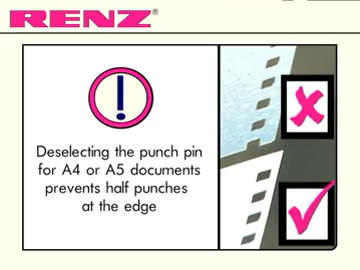 RENZ®
!
Deselecting the punch pin
for A4 or A5 documents
prevents half punches
at the edge